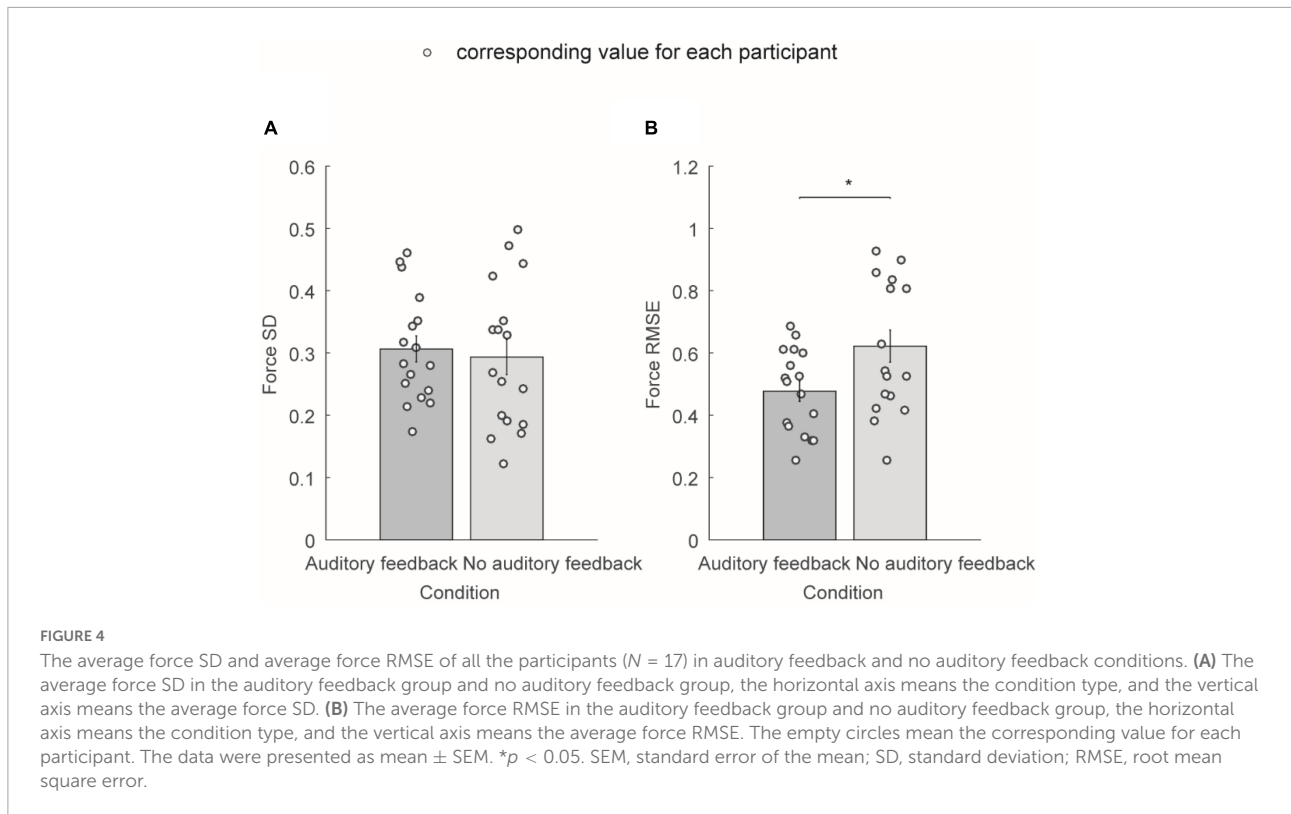 corresponding value for each participant
A
B
0.6
0.5
0.4
0.3
0.2
0.1
0
Force SD
Auditory feedback No auditory feedback
Condition
1.2
1
0.8
0.6
0.4
0.2
0
Force RMSE
*
Auditory feedback No auditory feedback
Condition
FIGURE 4
The average force SD and average force RMSE of all the participants (N = 17) in auditory feedback and no auditory feedback conditions. (A) The
average force SD in the auditory feedback group and no auditory feedback group, the horizontal axis means the condition type, and the vertical
axis means the average force SD. (B) The average force RMSE in the auditory feedback group and no auditory feedback group, the horizontal
axis means the condition type, and the vertical axis means the average force RMSE. The empty circles mean the corresponding value for each
participant. The data were presented as mean ± SEM. *p < 0.05. SEM, standard error of the mean; SD, standard deviation; RMSE, root mean
square error.